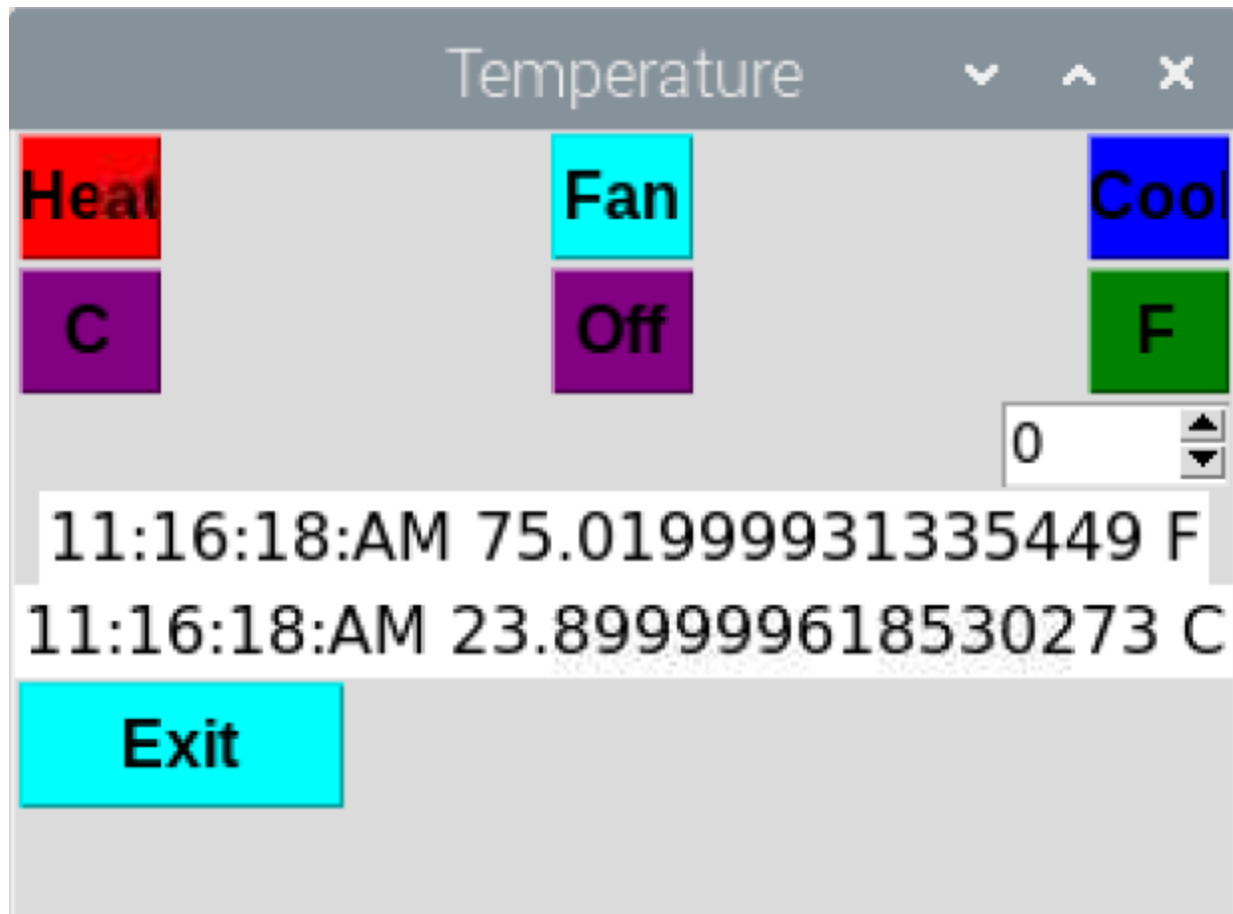 Temperature
Heat Fan Cool
C Off F
0
11:16:18:AM 75.01999931335449 F
11:16:18:AM 23.899999618530273 C
Exit